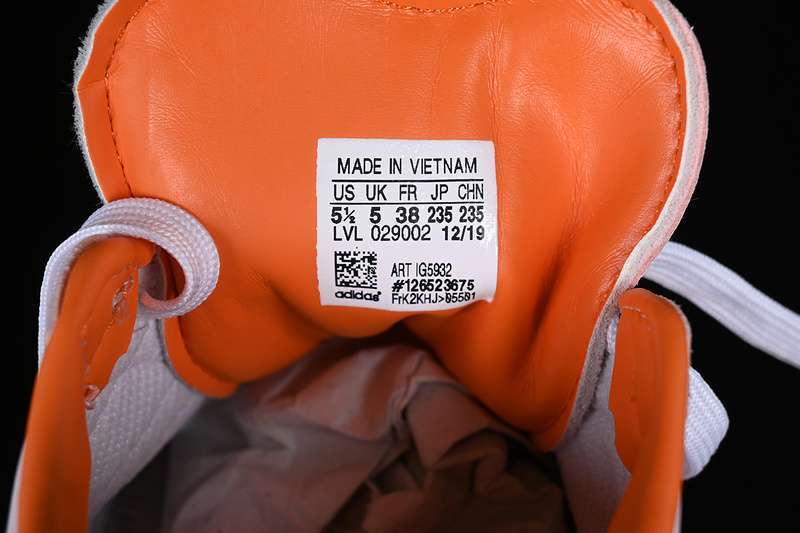 MADE IN VIETNAM
US UK FR JP CHN
5½ 5 38 235 235
LVL 029002 12/19
ART IG5932
#126523675
adidas® FrK2KHJ>05501